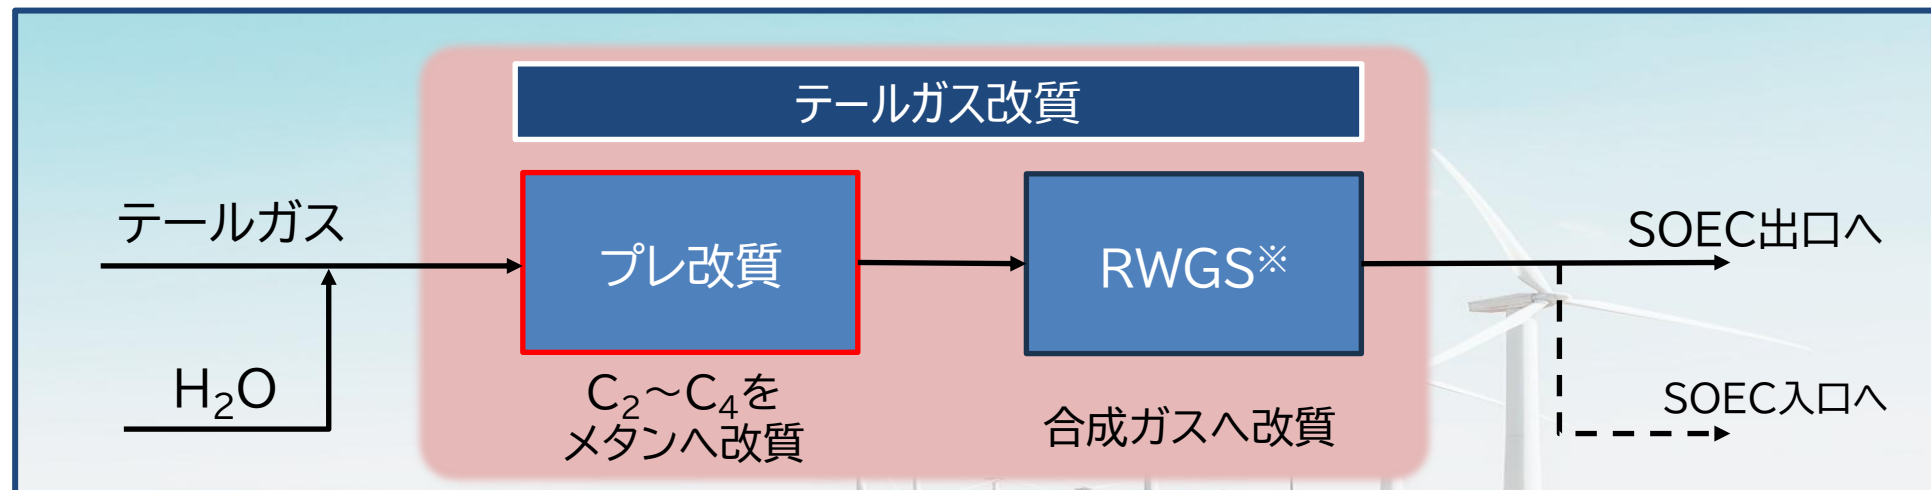 テールガス改質
テールガス
プレ改質
RWGS※
SOEC出口へ
H₂O
C₂～C₄を
メタンへ改質
合成ガスへ改質
SOEC入口へ